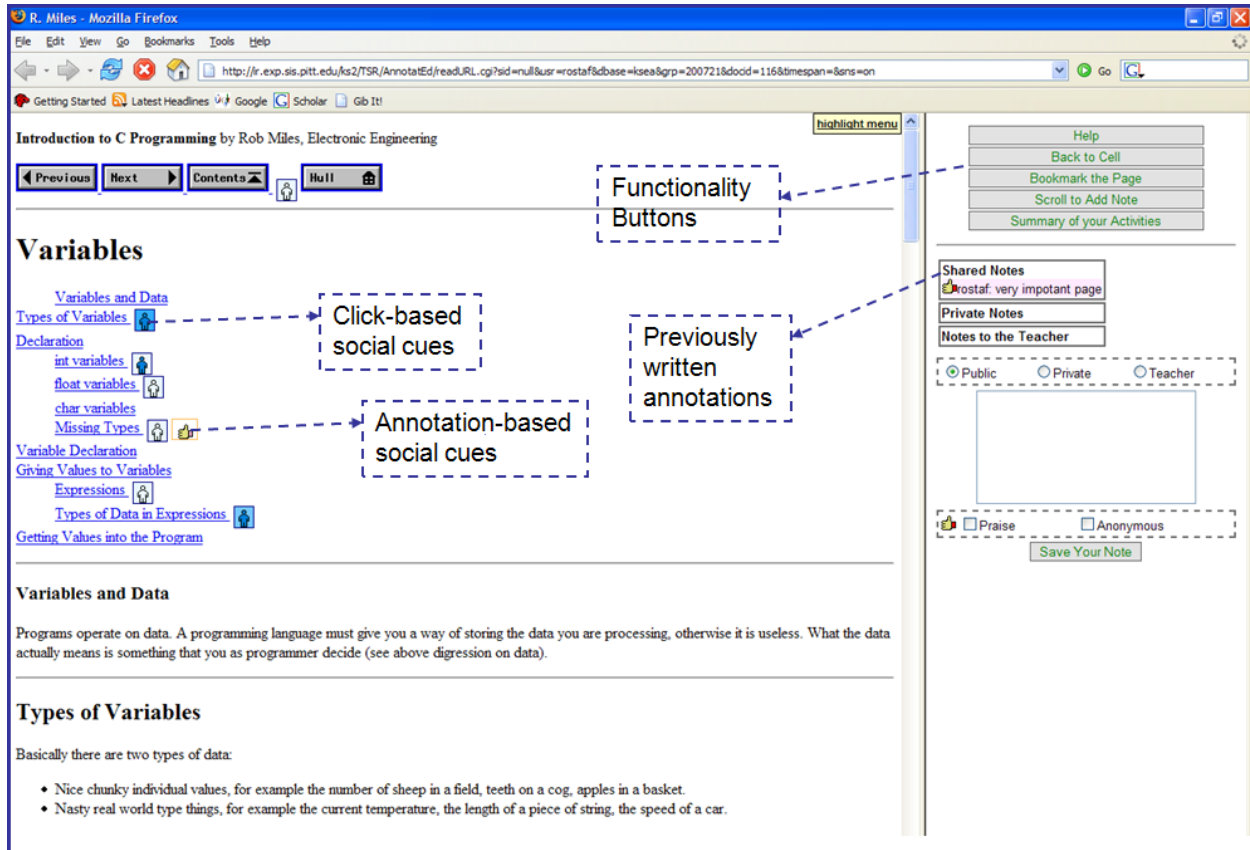 R. Miles - Mozilla Firefox
File Edit View Go Bookmarks Tools Help
http://ir.exp.sis.pitt.edu/ks2/TSR/AnnotatEd/readURL.cgi?sid=null&usr=rostaf&dbase=ksea&grp=200721&docid=116&timespan=&sns=on
Go
Getting Started Latest Headlines Google Scholar Gib It!
highlight menu
Introduction to C Programming by Rob Miles, Electronic Engineering
Previous Next Contents Hull
Variables
Variables and Data
Types of Variables
Declaration
int variables
float variables
char variables
Missing Types
Variable Declaration
Giving Values to Variables
Expressions
Types of Data in Expressions
Getting Values into the Program
Click-based
social cues
Annotation-based
social cues
Functionality
Buttons
Previously
written
annotations
Variables and Data
Programs operate on data. A programming language must give you a way of storing the data you are processing, otherwise it is useless. What the data
actually means is something that you as programmer decide (see above digression on data).
Types of Variables
Basically there are two types of data:
• Nice chunky individual values, for example the number of sheep in a field, teeth on a cog, apples in a basket.
• Nasty real world type things, for example the current temperature, the length of a piece of string, the speed of a car.
Help
Back to Cell
Bookmark the Page
Scroll to Add Note
Summary of your Activities
Shared Notes
rostaf: very impotant page
Private Notes
Notes to the Teacher
Public Private Teacher
Praise Anonymous
Save Your Note